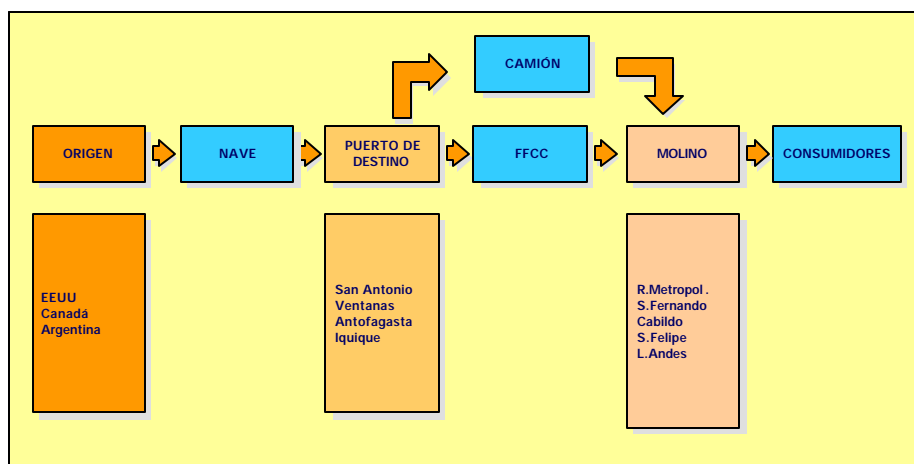 CAMIÓN
ORIGEN
NAVE
PUERTO DE
DESTINO
FFCC
MOLINO
CONSUMIDORES
EEUU
Canadá
Argentina
San Antonio
Ventanas
Antofagasta
Iquique
R.Metropol.
S.Fernando
Cabildo
S.Felipe
L.Andes